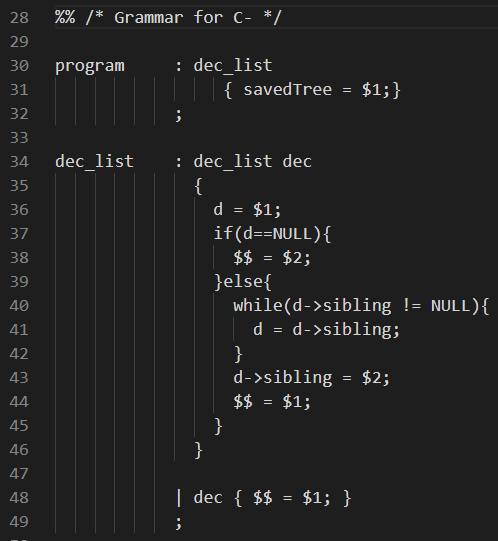 28 %% /* Grammar for C- */
29
30 program : dec_list
31 { savedTree = $1;}
32 ;
33
34 dec_list : dec_list dec
35 {
36 d = $1;
37 if(d==NULL){
38 $$ = $2;
39 }else{
40 while(d->sibling != NULL){
41 d = d->sibling;
42 }
43 d->sibling = $2;
44 $$ = $1;
45 }
46 }
47
48 | dec { $$ = $1; }
49 ;